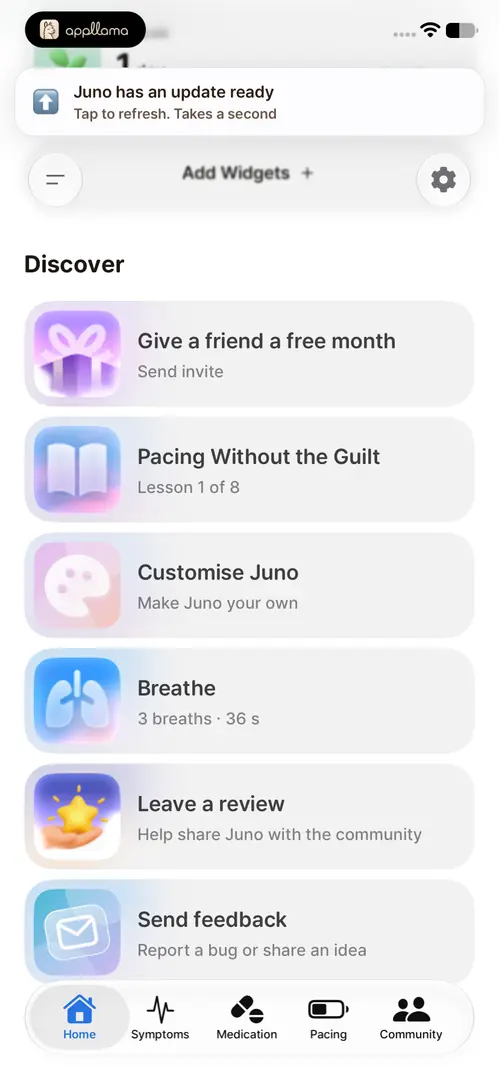 appllama
1
Juno has an update ready
Tap to refresh. Takes a second
Add Widgets +
Discover
Give a friend a free month
Send invite
Pacing Without the Guilt
Lesson 1 of 8
Customise Juno
Make Juno your own
Breathe
3 breaths · 36 s
Leave a review
Help share Juno with the community
Send feedback
Report a bug or share an idea
Home
Symptoms
Medication
Pacing
Community